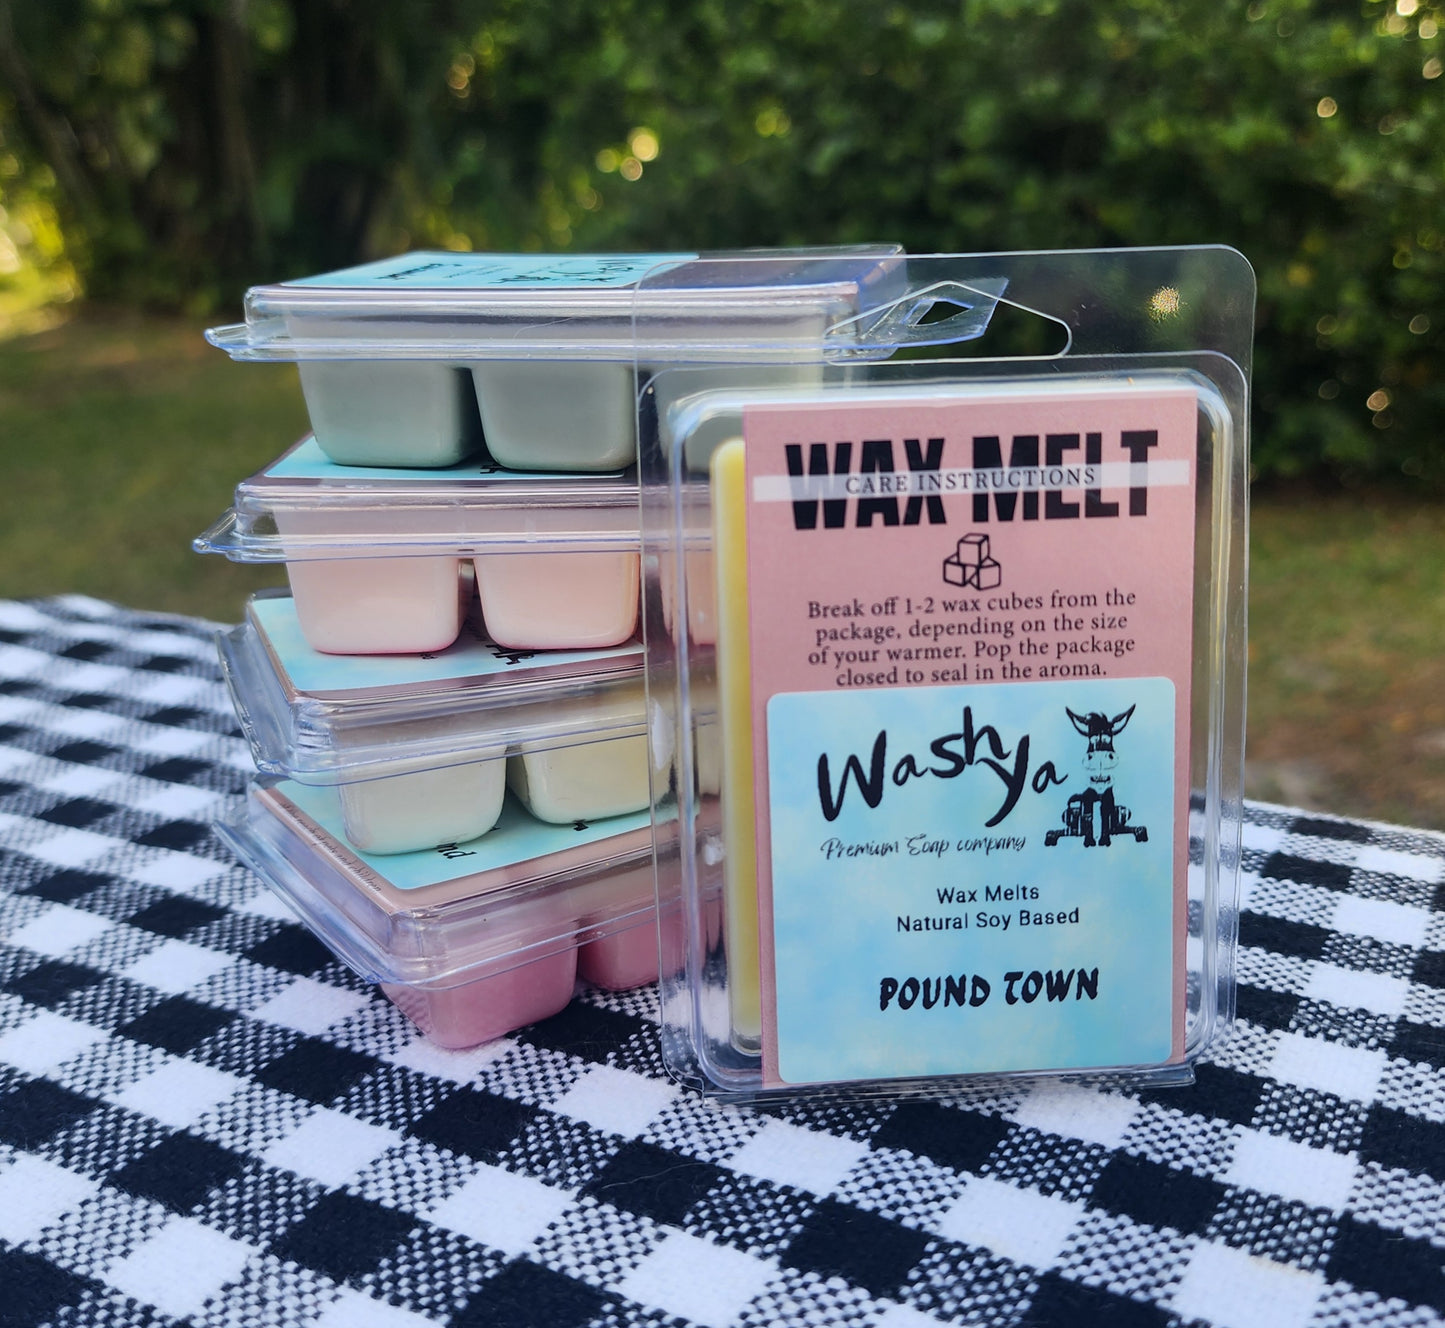 WAX MELT
CARE INSTRUCTIONS
Break off 1-2 wax cubes from the
package, depending on the size
of your warmer. Pop the package
closed to seal in the aroma.
Wash Ya
Premium Soap company
Wax Melts
Natural Soy Based
POUND TOWN